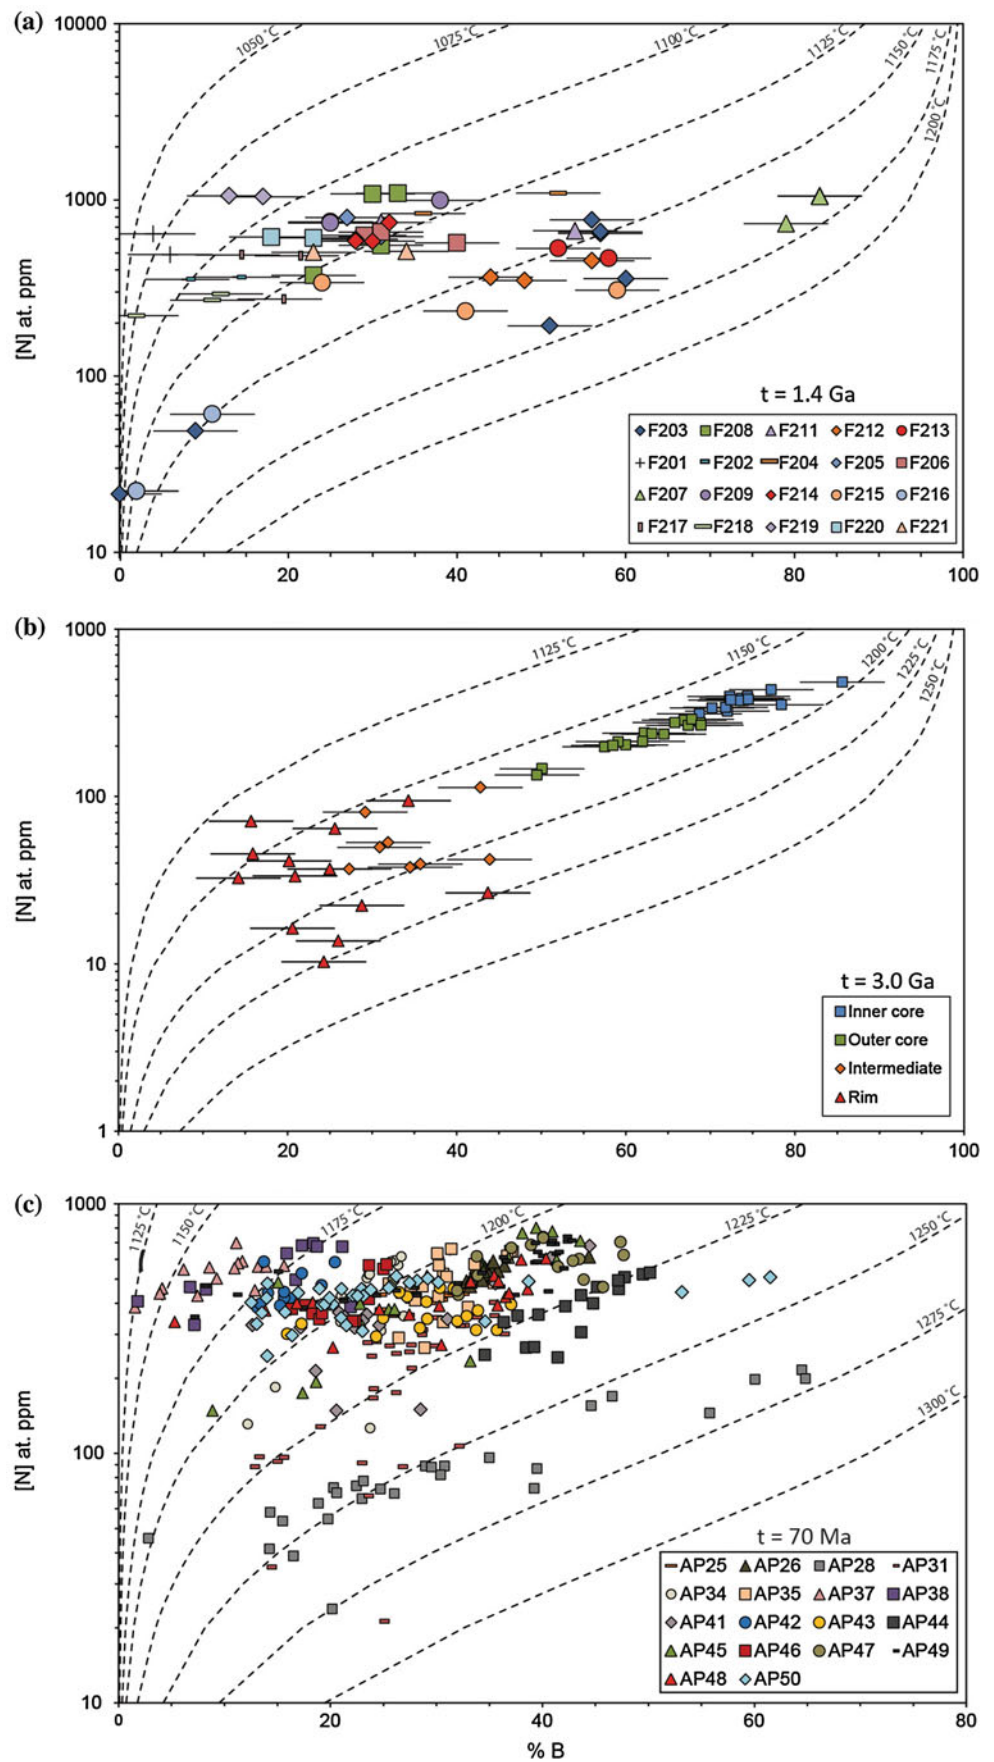 (a)
10000
1000
100
10
[N] at. ppm
1050 °C
1075 °C
1100 °C
1125 °C
1150 °C
1175 °C
1200 °C
t = 1.4 Ga
F203 F208 F211 F212 F213
F201 F202 F204 F205 F206
F207 F209 F214 F215 F216
F217 F218 F219 F220 F221
0 20 40 60 80 100
(b)
1000
100
10
1
[N] at. ppm
1125 °C
1150 °C
1200 °C
1225 °C
1250 °C
t = 3.0 Ga
Inner core
Outer core
Intermediate
Rim
0 20 40 60 80 100
(c)
1000
100
10
[N] at. ppm
1125 °C
1150 °C
1175 °C
1200 °C
1225 °C
1250 °C
1275 °C
1300 °C
t = 70 Ma
AP25 AP26 AP28 AP31
AP34 AP35 AP37 AP38
AP41 AP42 AP43 AP44
AP45 AP46 AP47 AP49
AP48 AP50
0 20 40 60 80
% B